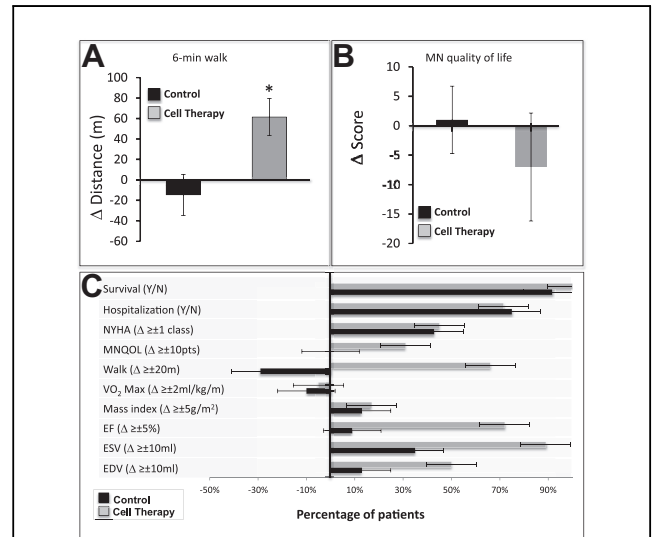 A
6-min walk
Δ Distance (m)
100
80
60
40
20
0
-20
-40
-60
Control
Cell Therapy
*
B
MN quality of life
Δ Score
10
5
0
-5
-10
-15
-20
Control
Cell Therapy
C
Survival (Y/N)
Hospitalization (Y/N)
NYHA (Δ ≥±1 class)
MNQOL (Δ ≥±10pts)
Walk (Δ ≥±20m)
VO₂ Max (Δ ≥±2ml/kg/m)
Mass index (Δ ≥±5g/m²)
EF (Δ ≥±5%)
ESV (Δ ≥±10ml)
EDV (Δ ≥±10ml)
-50% -30% -10% 10% 30% 50% 70% 90%
Control
Cell Therapy
Percentage of patients